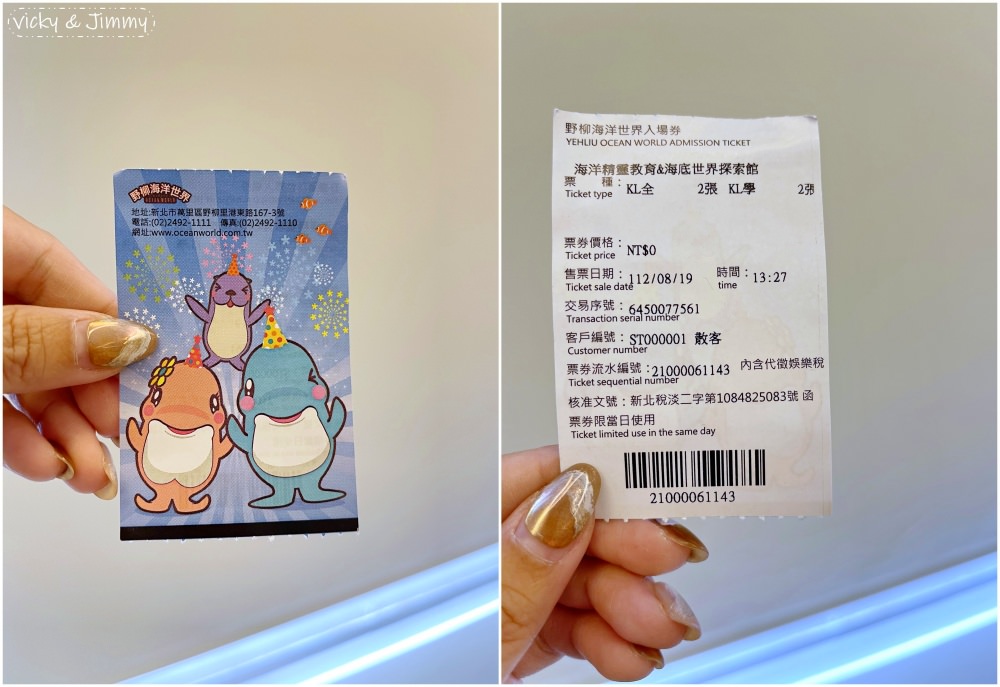 Vicky & Jimmy
野柳海洋世界
OCEAN WORLD
地址:新北市萬里區野柳里港東路167-3號
電話:(02)2492-1111 傳真:(02)2492-1110
網址:www.oceanworld.com.tw
野柳海洋世界入場券
YEHLIU OCEAN WORLD ADMISSION TICKET
海洋精靈教育&海底世界探索館
票 種：KL全 2張 KL學 2張
Ticket type
票券價格：NT$0
Ticket price
售票日期：112/08/19 時間：13:27
Ticket sale date time
交易序號：6450077561
Transaction serial number
客戶編號：ST000001 散客
Customer number
票券流水編號：21000061143 內含代徵娛樂稅
Ticket sequential number
核准文號：新北稅淡二字第1084825083號 函
票券限當日使用
Ticket limited use in the same day
21000061143